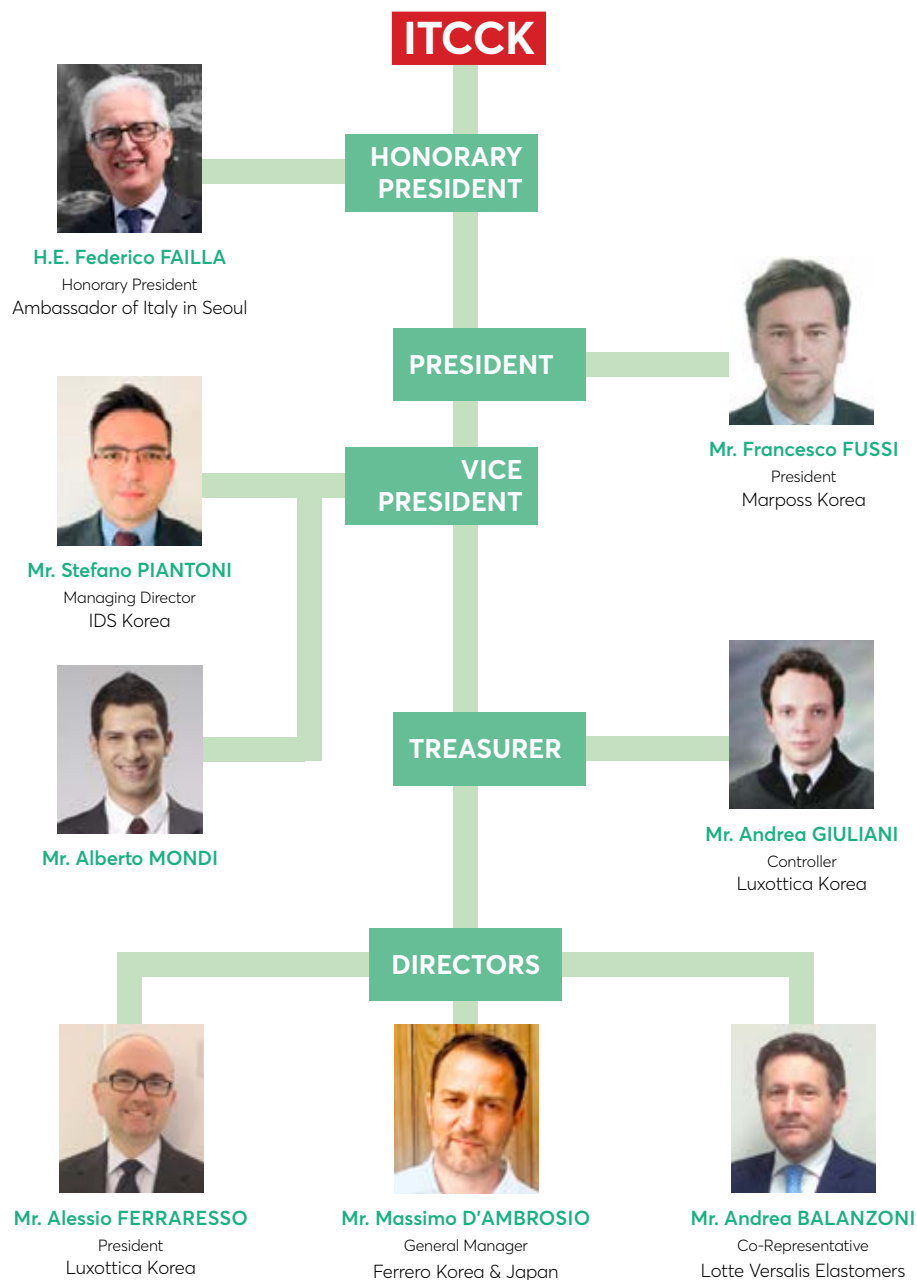 ITCCK
HONORARY
PRESIDENT
H.E. Federico FAILLA
Honorary President
Ambassador of Italy in Seoul
PRESIDENT
Mr. Francesco FUSSI
President
Marposs Korea
VICE
PRESIDENT
Mr. Stefano PIANTONI
Managing Director
IDS Korea
Mr. Alberto MONDI
TREASURER
Mr. Andrea GIULIANI
Controller
Luxottica Korea
DIRECTORS
Mr. Alessio FERRARESSO
President
Luxottica Korea
Mr. Massimo D'AMBROSIO
General Manager
Ferrero Korea & Japan
Mr. Andrea BALANZONI
Co-Representative
Lotte Versalis Elastomers